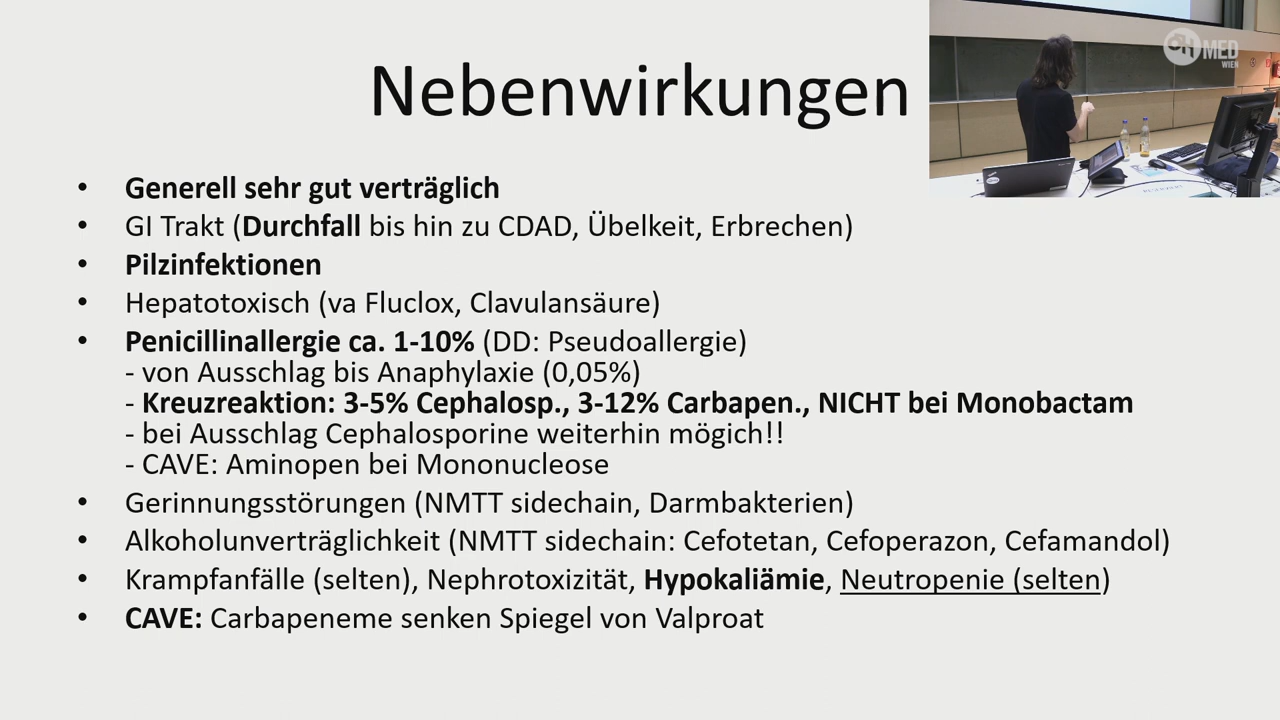 Nebenwirkungen
ÖH MED
WIEN
• Generell sehr gut verträglich
• GI Trakt (Durchfall bis hin zu CDAD, Übelkeit, Erbrechen)
• Pilzinfektionen
• Hepatotoxisch (va Fluclox, Clavulansäure)
• Penicillinallergie ca. 1-10% (DD: Pseudoallergie)
- von Ausschlag bis Anaphylaxie (0,05%)
- Kreuzreaktion: 3-5% Cephalosp., 3-12% Carbapen., NICHT bei Monobactam
- bei Ausschlag Cephalosporine weiterhin mögich!!
- CAVE: Aminopen bei Mononucleose
• Gerinnungsstörungen (NMTT sidechain, Darmbakterien)
• Alkoholunverträglichkeit (NMTT sidechain: Cefotetan, Cefoperazon, Cefamandol)
• Krampfanfälle (selten), Nephrotoxizität, Hypokaliämie, Neutropenie (selten)
• CAVE: Carbapeneme senken Spiegel von Valproat